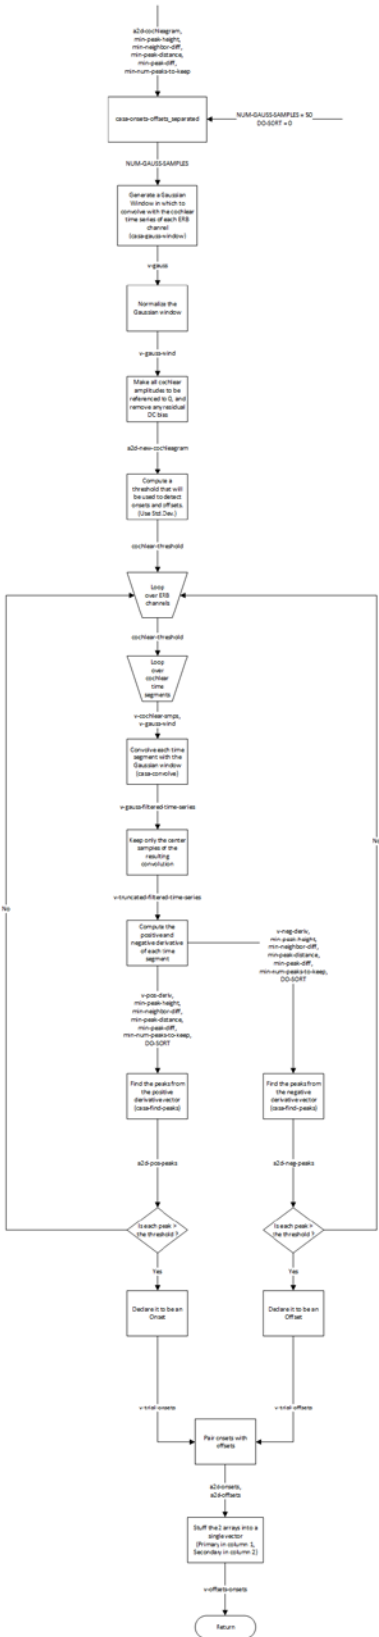 a2d-cochleagram,
min-peak-height,
min-neighbor-diff,
min-peak-distance,
min-peak-diff,
min-num-peaks-to-keep
casa-onsets-offsets_separated
NUM-GAUSS-SAMPLES = 50
DO-SORT = 0
NUM-GAUSS-SAMPLES
Generate a Gaussian
Window in which to
convolve with the cochlear
time series of each ERB
channel
(casa-gauss-window)
v-gauss
Normalize the
Gaussian window
v-gauss-wind
Make all cochlear
amplitudes to be
referenced to 0, and
remove any residual
DC bias
a2d-new-cochleagram
Compute a
threshold that will
be used to detect
onsets and offsets.
(Use Std.Dev.)
cochlear-threshold
Loop
over ERB
channels
cochlear-threshold
Loop
over
cochlear
time
segments
v-cochlear-amps,
v-gauss-wind
Convolve each time
segment with the
Gaussian window
(casa-convolve)
v-gauss-filtered-time-series
Keep only the center
samples of the
resulting
convolution
v-truncated-filtered-time-series
Compute the
positive and
negative derivative
of each time
segment
v-neg-deriv,
min-peak-height,
min-neighbor-diff,
min-peak-distance,
min-peak-diff,
min-num-peaks-to-keep,
DO-SORT
v-pos-deriv,
min-peak-height,
min-neighbor-diff,
min-peak-distance,
min-peak-diff,
min-num-peaks-to-keep,
DO-SORT
No
No
Find the peaks from
the positive
derivative vector
(casa-find-peaks)
Find the peaks from
the negative
derivative vector
(casa-find-peaks)
a2d-pos-peaks
a2d-neg-peaks
Is each peak >
the threshold ?
Is each peak >
the threshold ?
Yes
Yes
Declare it to be an
Onset
Declare it to be an
Offset
v-trial-onsets
v-trial-offsets
Pair onsets with
offsets
a2d-onsets,
a2d-offsets
Stuff the 2 arrays into a
single vector
(Primary in column 1,
Secondary in column 2)
v-offsets-onsets
Return